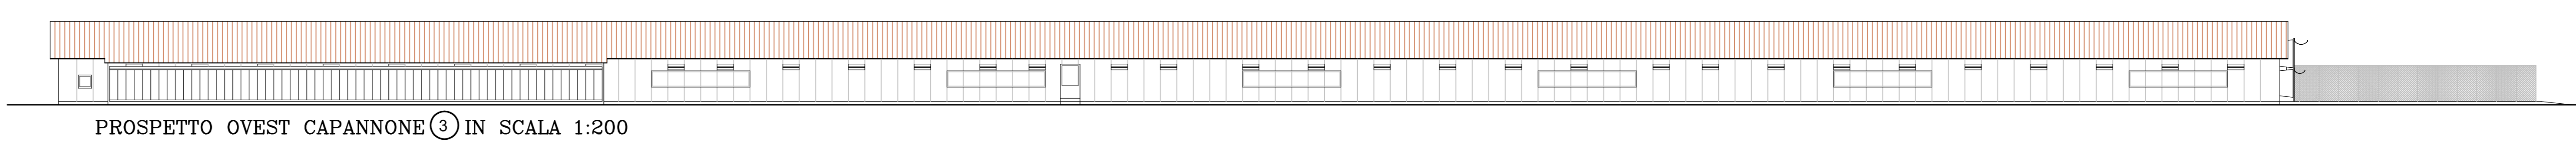 PROSPETTO OVEST CAPANNONE 3 IN SCALA 1:200